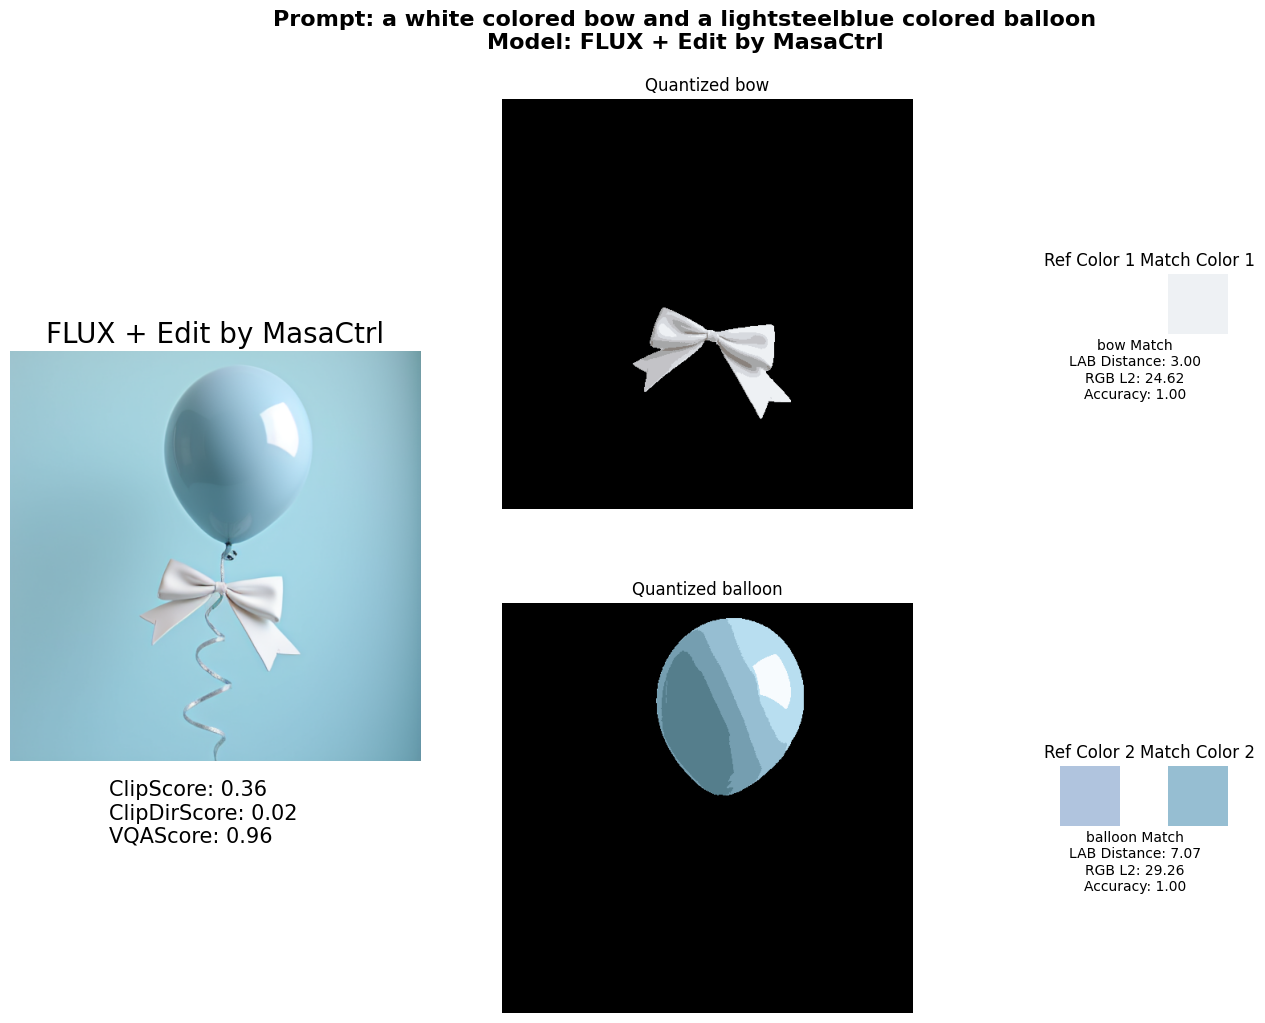 Prompt: a white colored bow and a lightsteelblue colored balloon
Model: FLUX + Edit by MasaCtrl
FLUX + Edit by MasaCtrl
ClipScore: 0.36
ClipDirScore: 0.02
VQAScore: 0.96
Quantized bow
Ref Color 1 Match Color 1
bow Match
LAB Distance: 3.00
RGB L2: 24.62
Accuracy: 1.00
Quantized balloon
Ref Color 2 Match Color 2
balloon Match
LAB Distance: 7.07
RGB L2: 29.26
Accuracy: 1.00